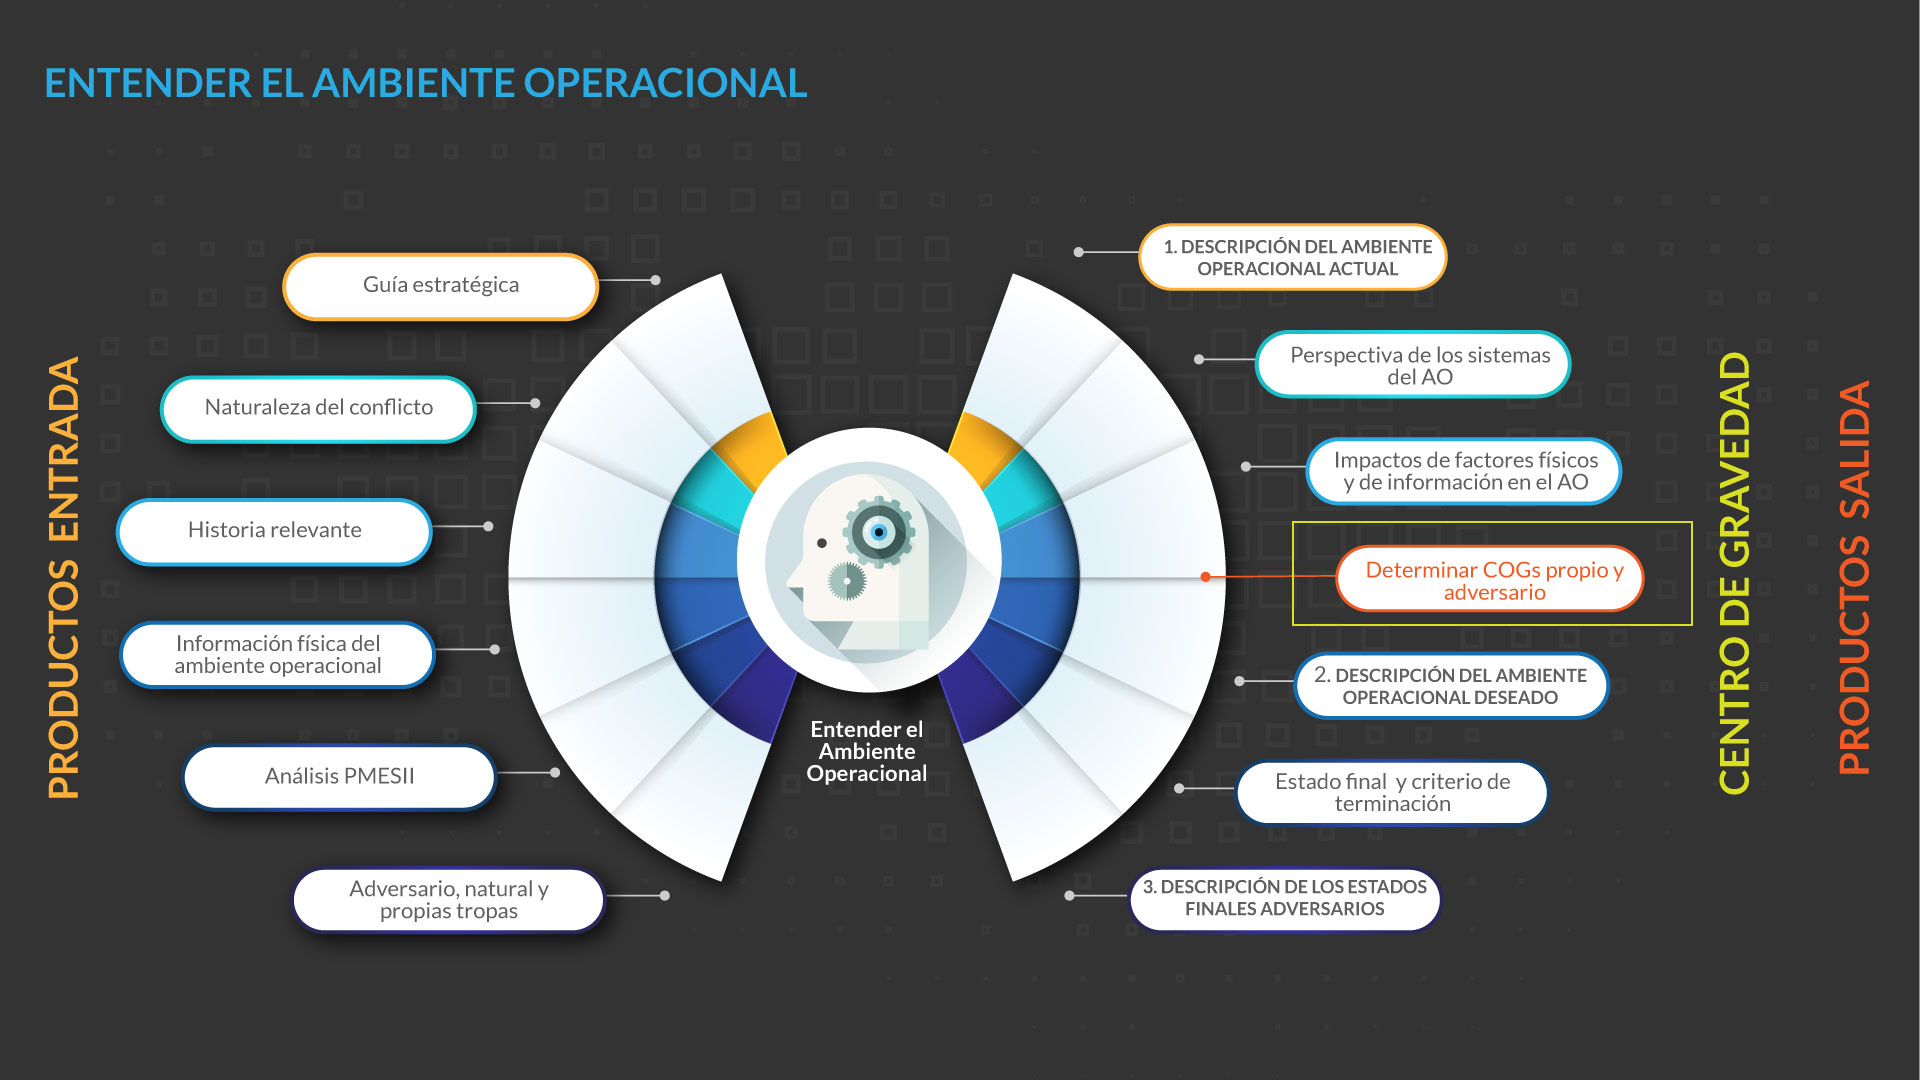 ENTENDER EL AMBIENTE OPERACIONAL
PRODUCTOS ENTRADA
Guía estratégica
Naturaleza del conflicto
Historia relevante
Información física del
ambiente operacional
Análisis PMESII
Adversario, natural y
propias tropas
Entender el
Ambiente
Operacional
1. DESCRIPCIÓN DEL AMBIENTE
OPERACIONAL ACTUAL
Perspectiva de los sistemas
del AO
Impactos de factores físicos
y de información en el AO
Determinar COGs propio y
adversario
2. DESCRIPCIÓN DEL AMBIENTE
OPERACIONAL DESEADO
Estado final y criterio de
terminación
3. DESCRIPCIÓN DE LOS ESTADOS
FINALES ADVERSARIOS
CENTRO DE GRAVEDAD
PRODUCTOS SALIDA